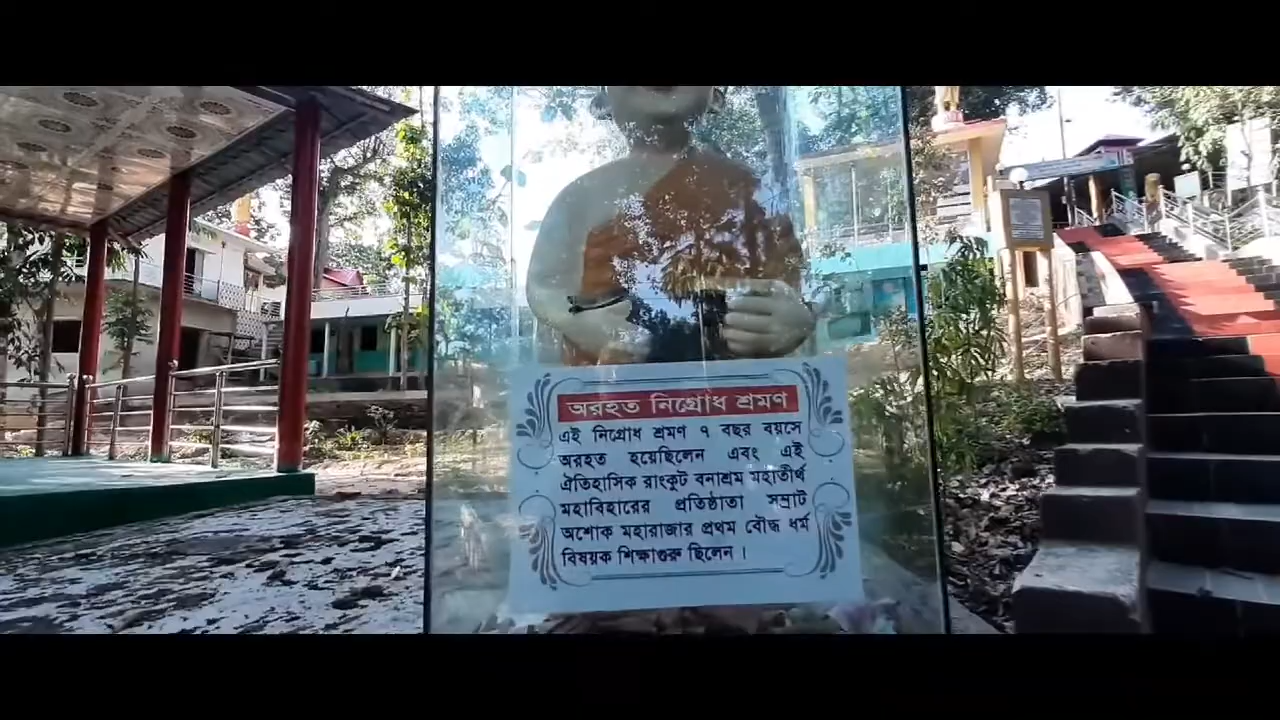 অরহত নিগ্রোধ শ্রমণ
এই নিগ্রোধ শ্রমণ ৭ বছর বয়সে
অরহত হয়েছিলেন এবং এই
ঐতিহাসিক রাংকুট বনাশ্রম মহাতীর্থ
মহাবিহারের প্রতিষ্ঠাতা সম্রাট
অশোক মহারাজার প্রথম বৌদ্ধ ধর্ম
বিষয়ক শিক্ষাগুরু ছিলেন ।